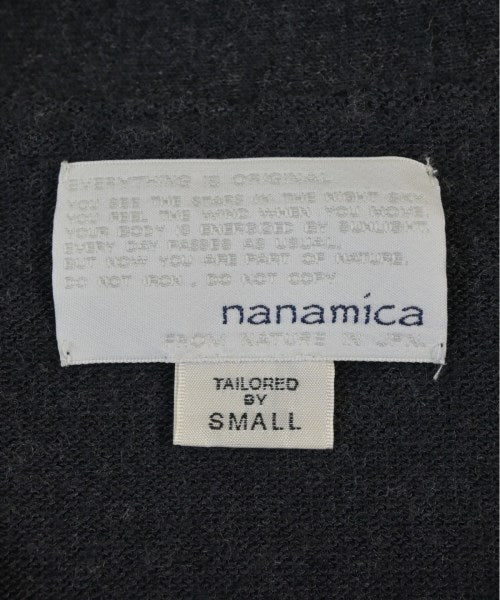 EVERYTHING IS ORIGINAL
YOU SEE THE STARS IN THE NIGHT SKY.
YOU FEEL THE WIND WHEN YOU MOVE.
YOUR BODY IS ENERGIZED BY SUNLIGHT.
EVERY DAY PASSES AS USUAL.
BUT NOW YOU ARE PART OF NATURE.
DO NOT IRON . DO NOT COPY
nanamica
FROM NATURE IN JPN.
TAILORED
BY
SMALL